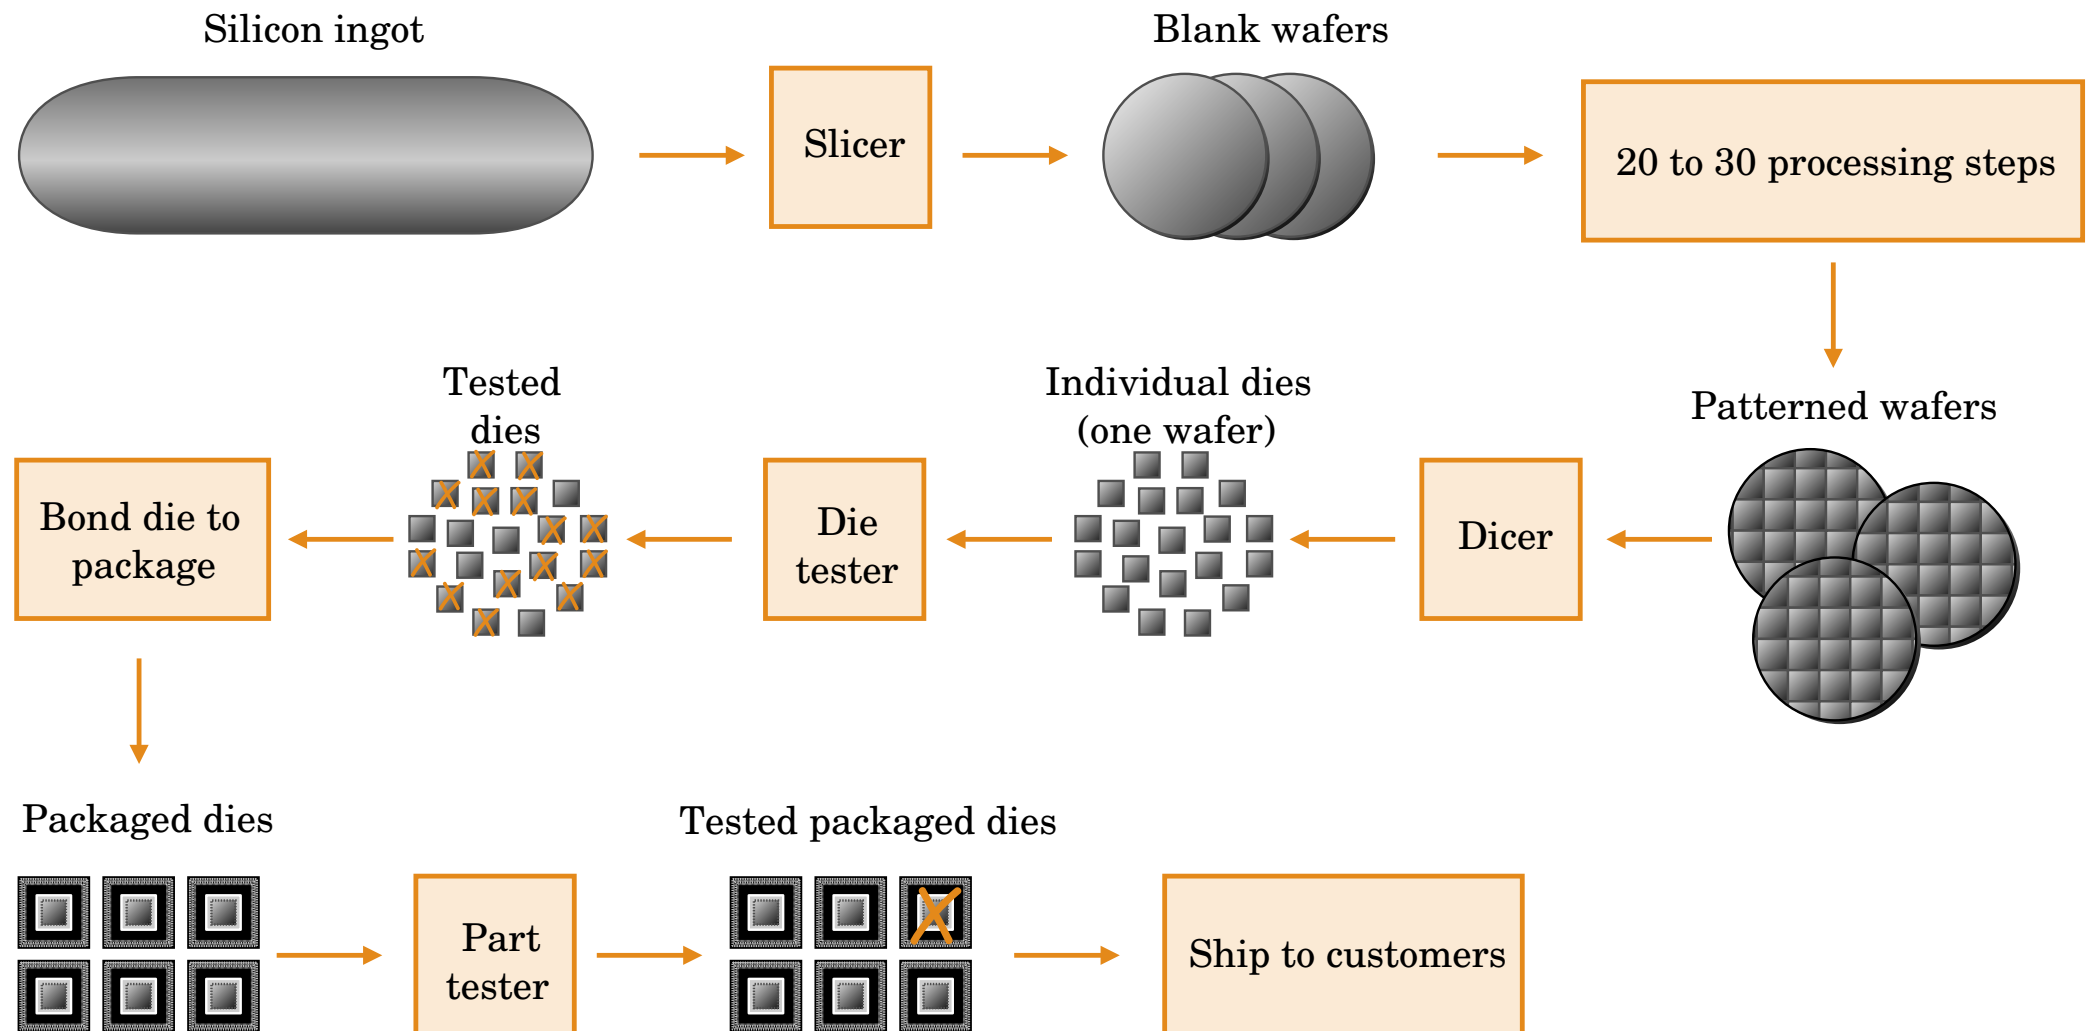 Silicon ingot
Slicer
Blank wafers
20 to 30 processing steps
Patterned wafers
Dicer
Individual dies
(one wafer)
Die
tester
Tested
dies
Bond die to
package
Packaged dies
Part
tester
Tested packaged dies
Ship to customers